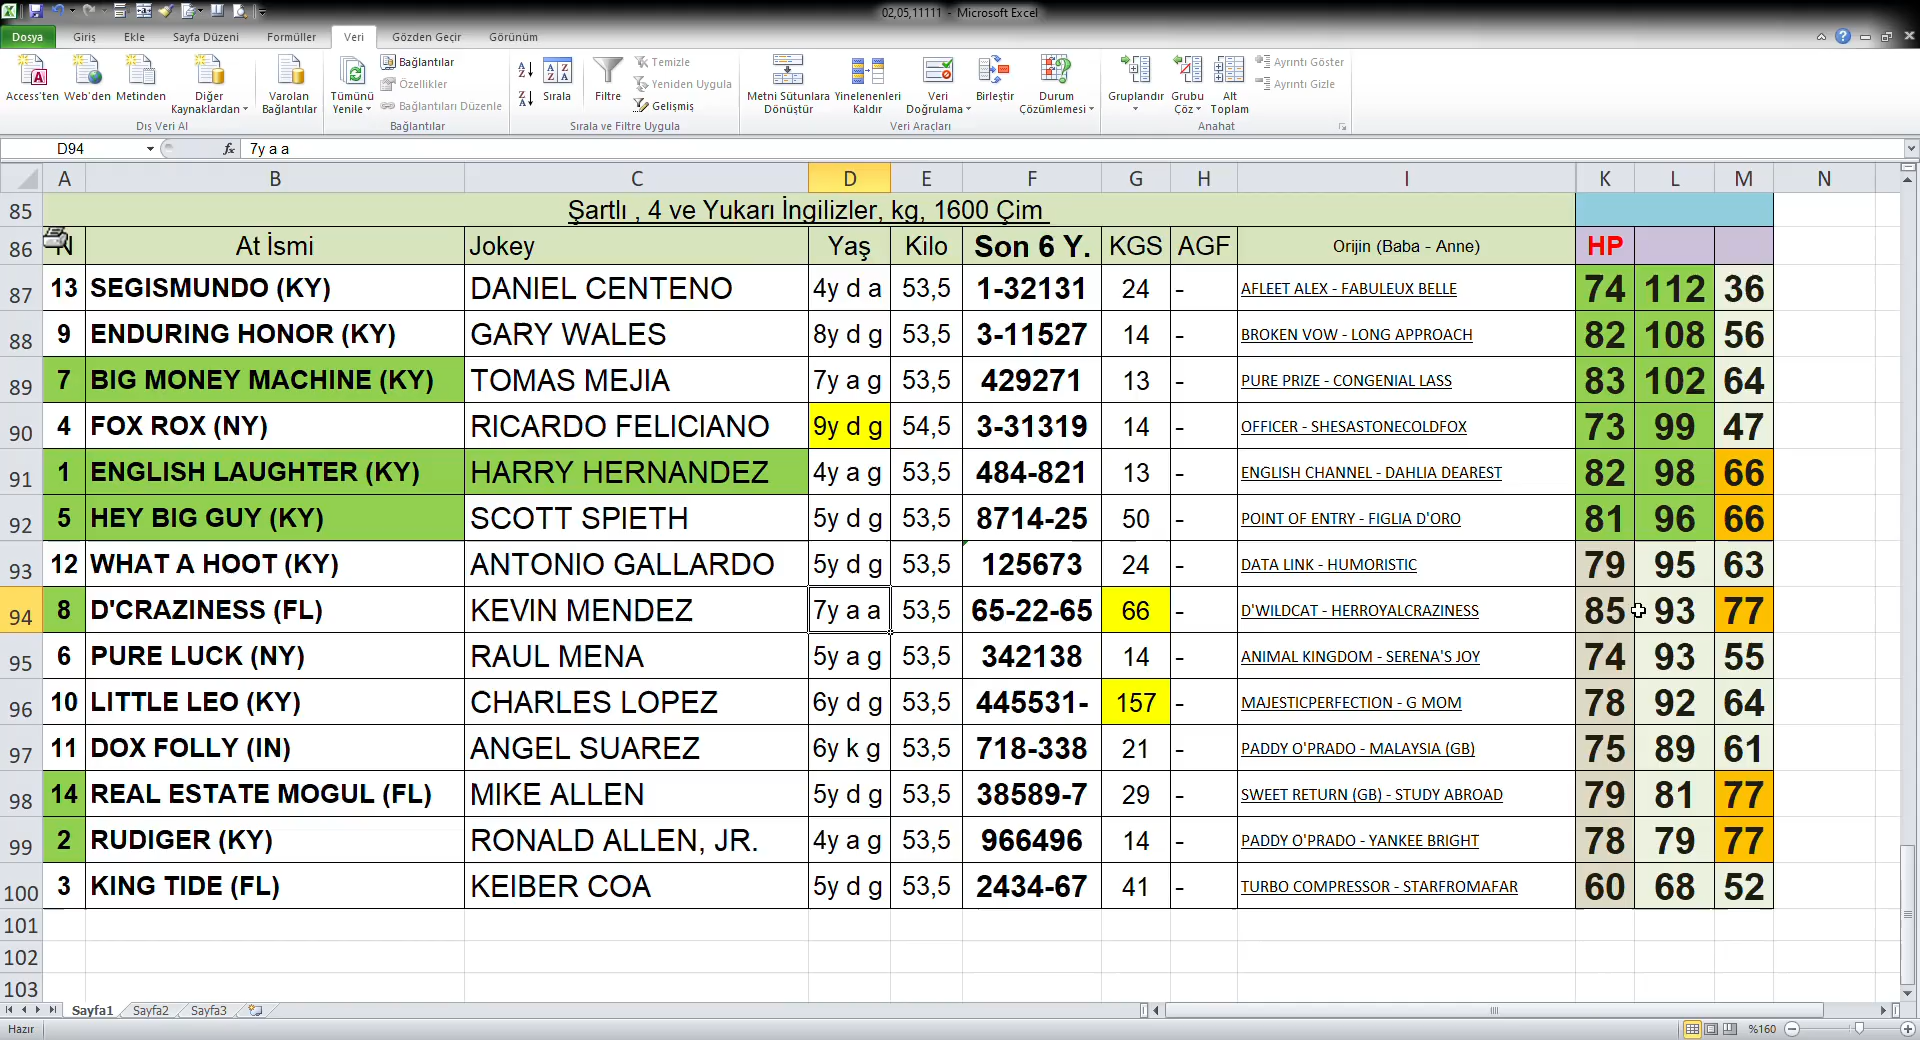 02,05,11111 - Microsoft Excel
Dosya Giriş Ekle Sayfa Düzeni Formüller Veri Gözden Geçir Görünüm
Access'ten Web'den Metinden Diğer Kaynaklardan Varolan Bağlantılar
Tümünü Yenile Bağlantılar Özellikler Bağlantıları Düzenle
Sırala Filtre Temizle Yeniden Uygula Gelişmiş
Metni Sütunlara Dönüştür Yinelenenleri Kaldır Veri Doğrulama Birleştir Durum Çözümlemesi
Gruplandır Grubu Çöz Alt Toplam Ayrıntı Göster Ayrıntı Gizle
Dış Veri Al Bağlantılar Sırala ve Filtre Uygula Veri Araçları Anahat
D94 fx 7y a a
A B C D E F G H I K L M N
85 Şartlı , 4 ve Yukarı İngilizler, kg, 1600 Çim
86 N At İsmi Jokey Yaş Kilo Son 6 Y. KGS AGF Orijin (Baba - Anne) HP
87 13 SEGISMUNDO (KY) DANIEL CENTENO 4y d a 53,5 1-32131 24 - AFLEET ALEX - FABULEUX BELLE 74 112 36
88 9 ENDURING HONOR (KY) GARY WALES 8y d g 53,5 3-11527 14 - BROKEN VOW - LONG APPROACH 82 108 56
89 7 BIG MONEY MACHINE (KY) TOMAS MEJIA 7y a g 53,5 429271 13 - PURE PRIZE - CONGENIAL LASS 83 102 64
90 4 FOX ROX (NY) RICARDO FELICIANO 9y d g 54,5 3-31319 14 - OFFICER - SHESASTONECOLDFOX 73 99 47
91 1 ENGLISH LAUGHTER (KY) HARRY HERNANDEZ 4y a g 53,5 484-821 13 - ENGLISH CHANNEL - DAHLIA DEAREST 82 98 66
92 5 HEY BIG GUY (KY) SCOTT SPIETH 5y d g 53,5 8714-25 50 - POINT OF ENTRY - FIGLIA D'ORO 81 96 66
93 12 WHAT A HOOT (KY) ANTONIO GALLARDO 5y d g 53,5 125673 24 - DATA LINK - HUMORISTIC 79 95 63
94 8 D'CRAZINESS (FL) KEVIN MENDEZ 7y a a 53,5 65-22-65 66 - D'WILDCAT - HERROYALCRAZINESS 85 93 77
95 6 PURE LUCK (NY) RAUL MENA 5y a g 53,5 342138 14 - ANIMAL KINGDOM - SERENA'S JOY 74 93 55
96 10 LITTLE LEO (KY) CHARLES LOPEZ 6y d g 53,5 445531- 157 - MAJESTICPERFECTION - G MOM 78 92 64
97 11 DOX FOLLY (IN) ANGEL SUAREZ 6y k g 53,5 718-338 21 - PADDY O'PRADO - MALAYSIA (GB) 75 89 61
98 14 REAL ESTATE MOGUL (FL) MIKE ALLEN 5y d g 53,5 38589-7 29 - SWEET RETURN (GB) - STUDY ABROAD 79 81 77
99 2 RUDIGER (KY) RONALD ALLEN, JR. 4y a g 53,5 966496 14 - PADDY O'PRADO - YANKEE BRIGHT 78 79 77
100 3 KING TIDE (FL) KEIBER COA 5y d g 53,5 2434-67 41 - TURBO COMPRESSOR - STARFROMAFAR 60 68 52
101
102
103
Sayfa1 Sayfa2 Sayfa3
Hazır %160